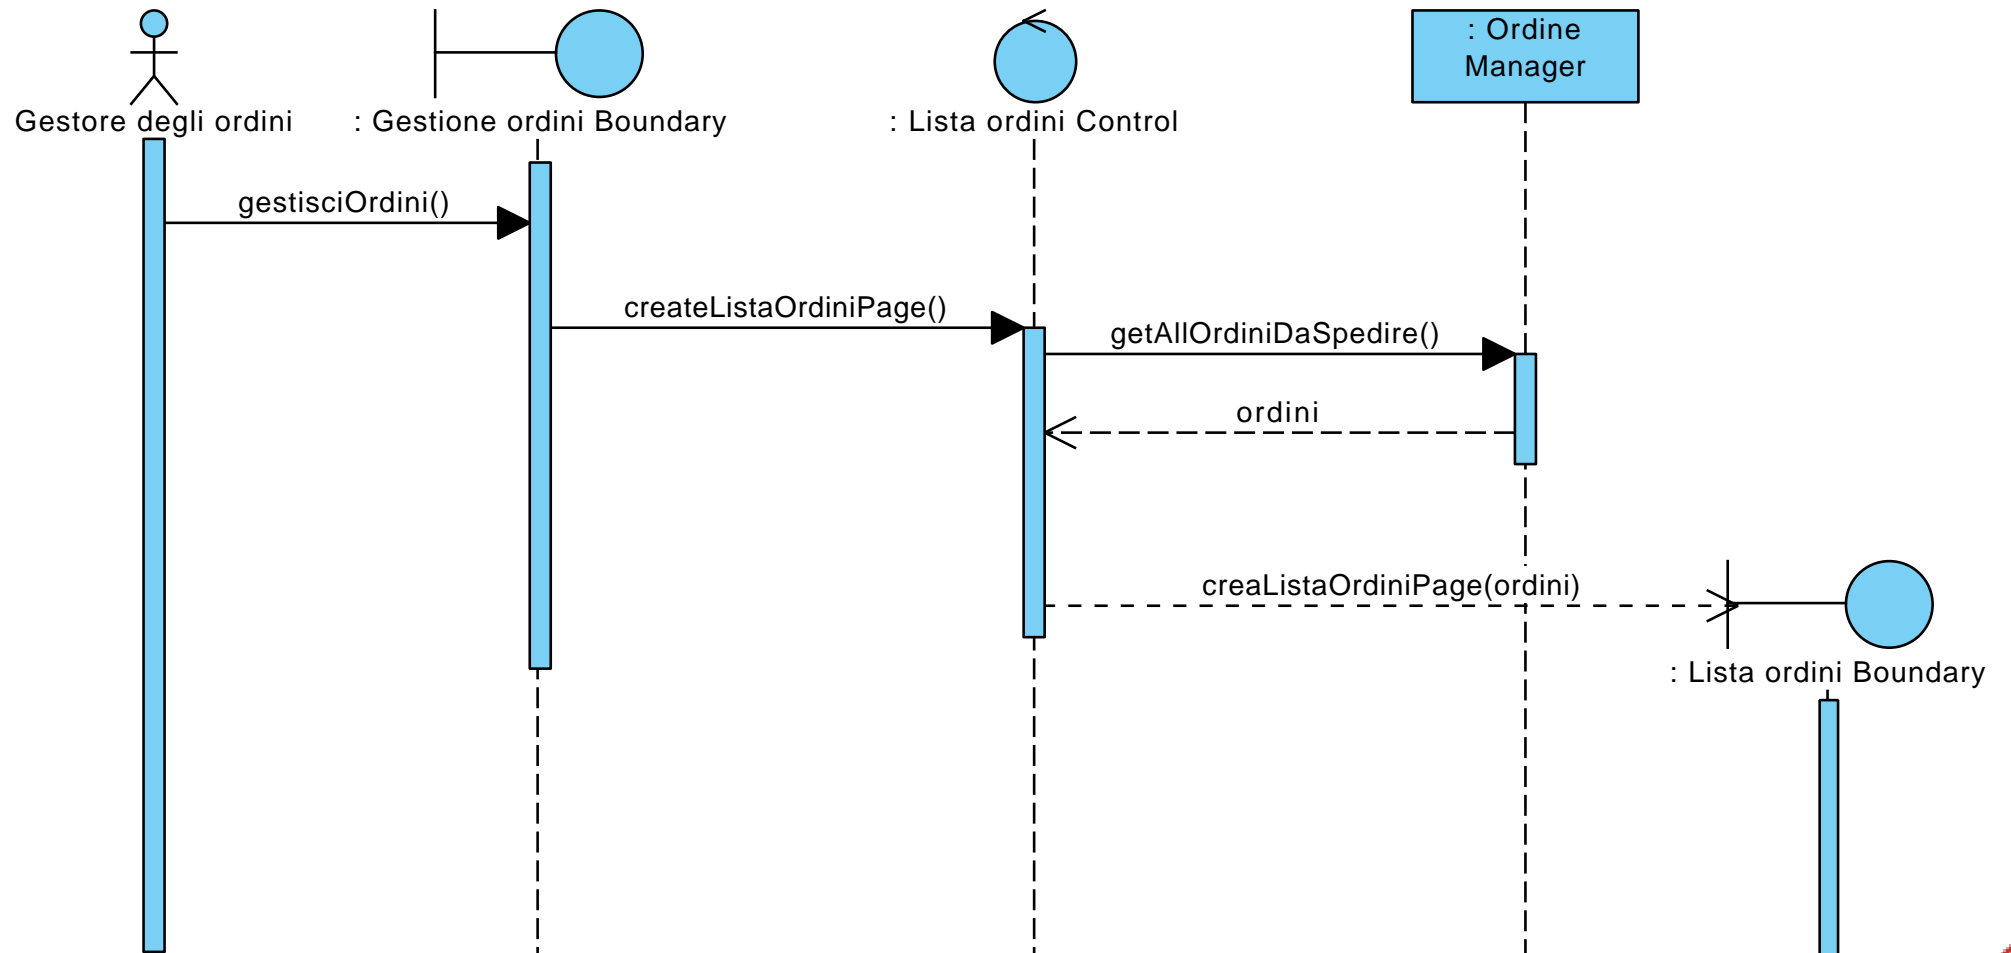 : Ordine
Manager
Gestore degli ordini
: Gestione ordini Boundary
: Lista ordini Control
gestisciOrdini()
createListaOrdiniPage()
getAllOrdiniDaSpedire()
ordini
creaListaOrdiniPage(ordini)
: Lista ordini Boundary